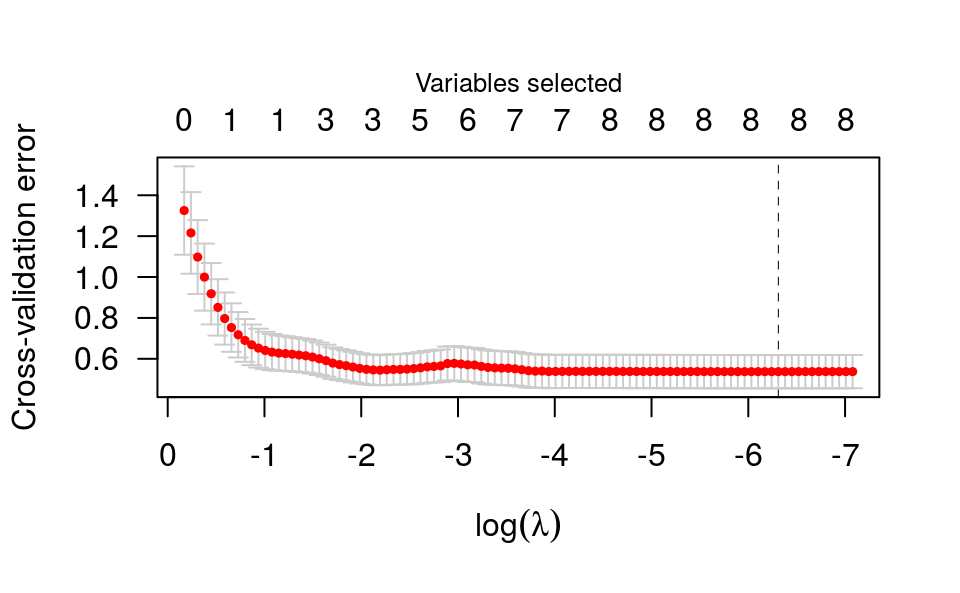 Variables selected
0 1 1 3 3 5 6 7 7 8 8 8 8 8 8
Cross-validation error
1.4
1.2
1.0
0.8
0.6
0 -1 -2 -3 -4 -5 -6 -7
log(λ)